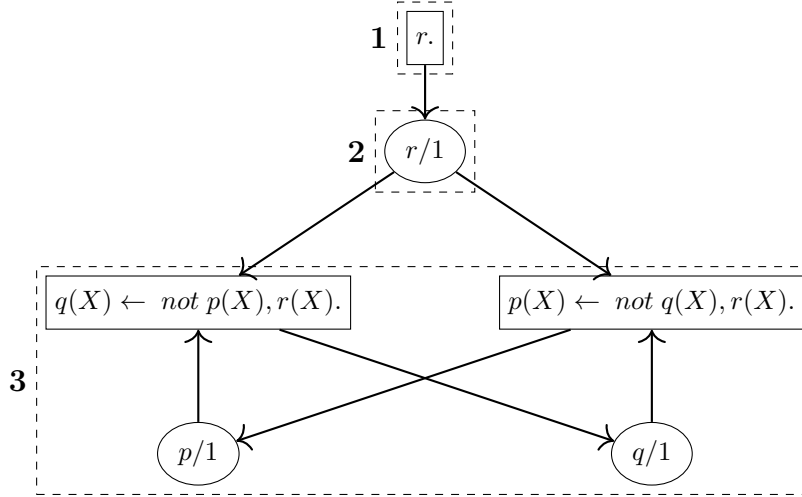 1
r.
2
r/1
q(X) ← not p(X), r(X).
p(X) ← not q(X), r(X).
3
p/1
q/1